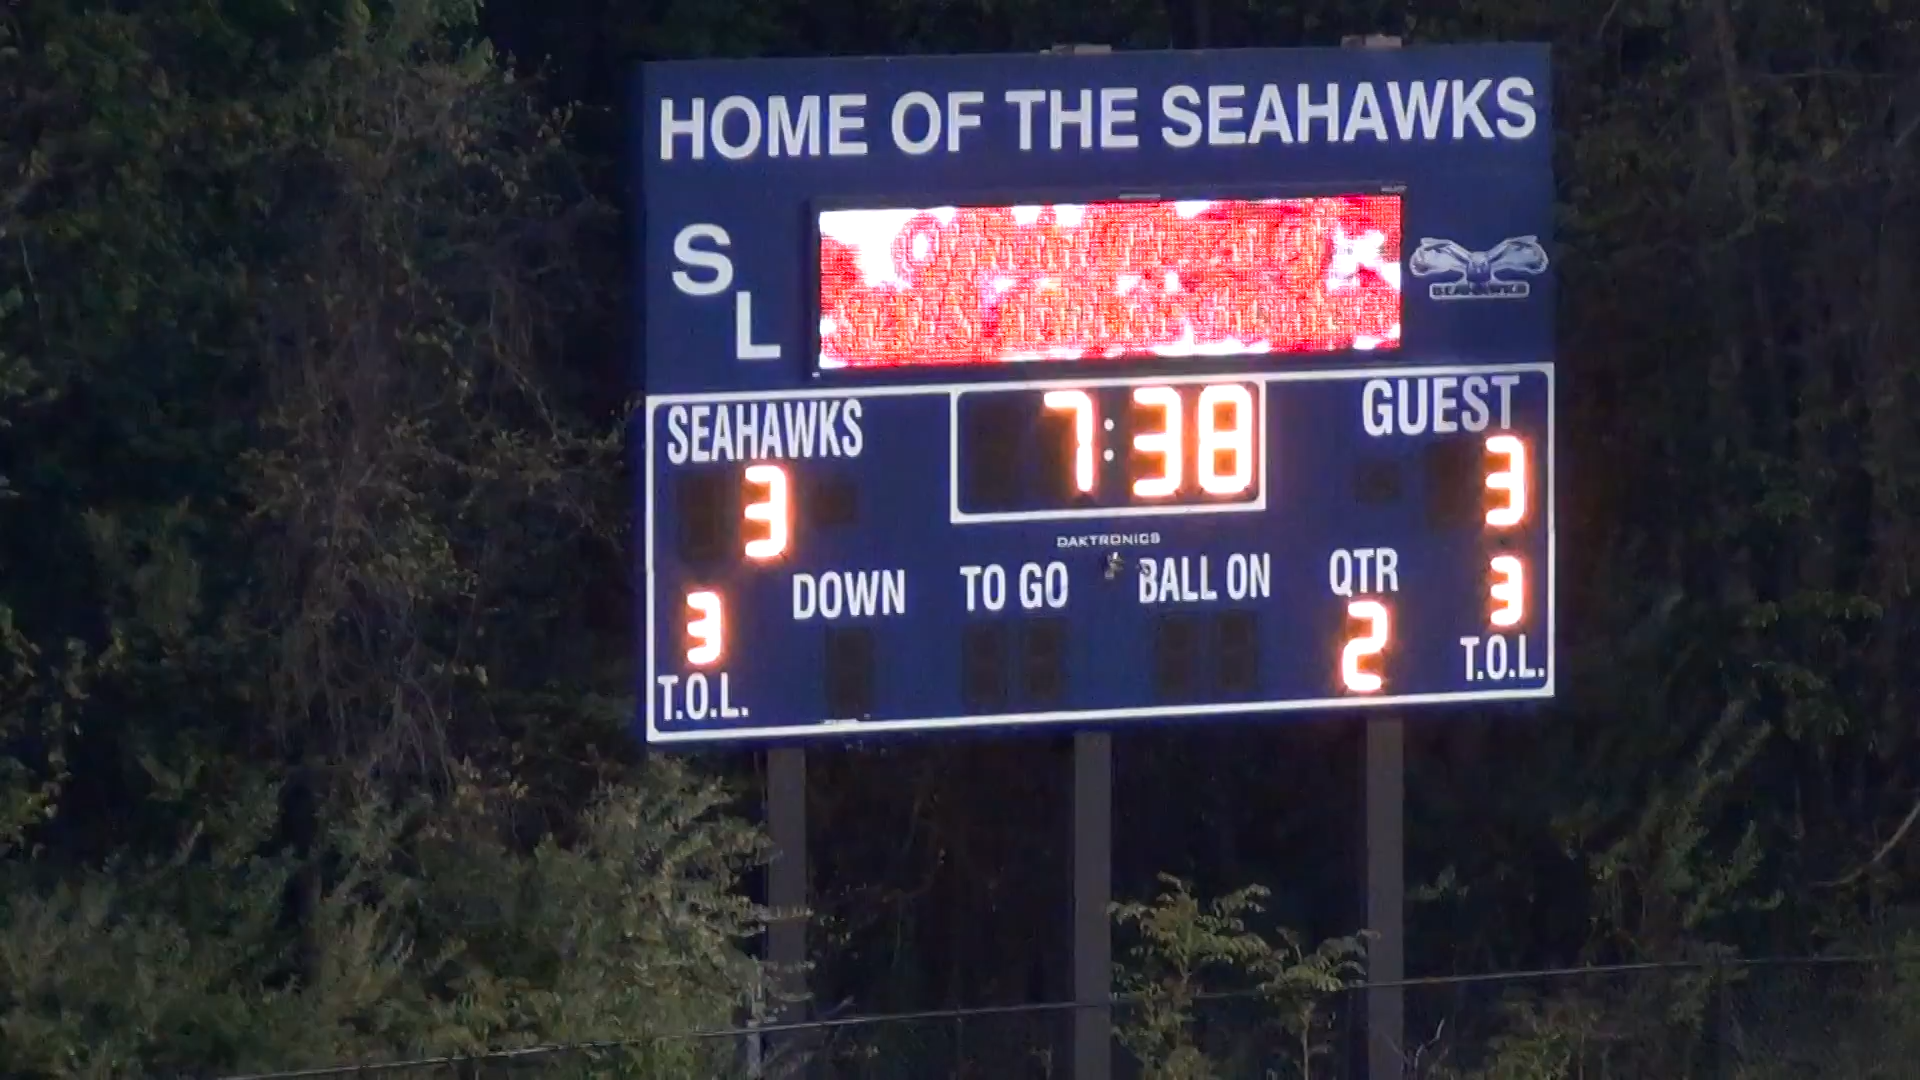 HOME OF THE SEAHAWKS
S
L
SEAHAWKS
SEAHAWKS
7:38
GUEST
3
3
DAKTRONICS
DOWN
TO GO
BALL ON
QTR
3
2
3
T.O.L.
T.O.L.